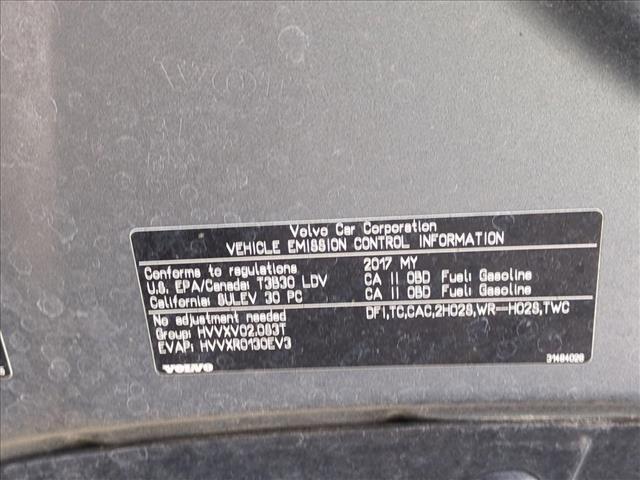 Volvo Car Corporation
VEHICLE EMISSION CONTROL INFORMATION
Conforms to regulations 2017 MY
U.S. EPA/Canada: T3B30 LDV CA II OBD Fuel: Gasoline
California: SULEV 30 PC CA II OBD Fuel: Gasoline
No adjustment needed DFI,TC,CAC,2HO2S,WR-HO2S,TWC
Group: HVVXV02.083T
EVAP: HVVXR0130EV3
VOLVO 31484026